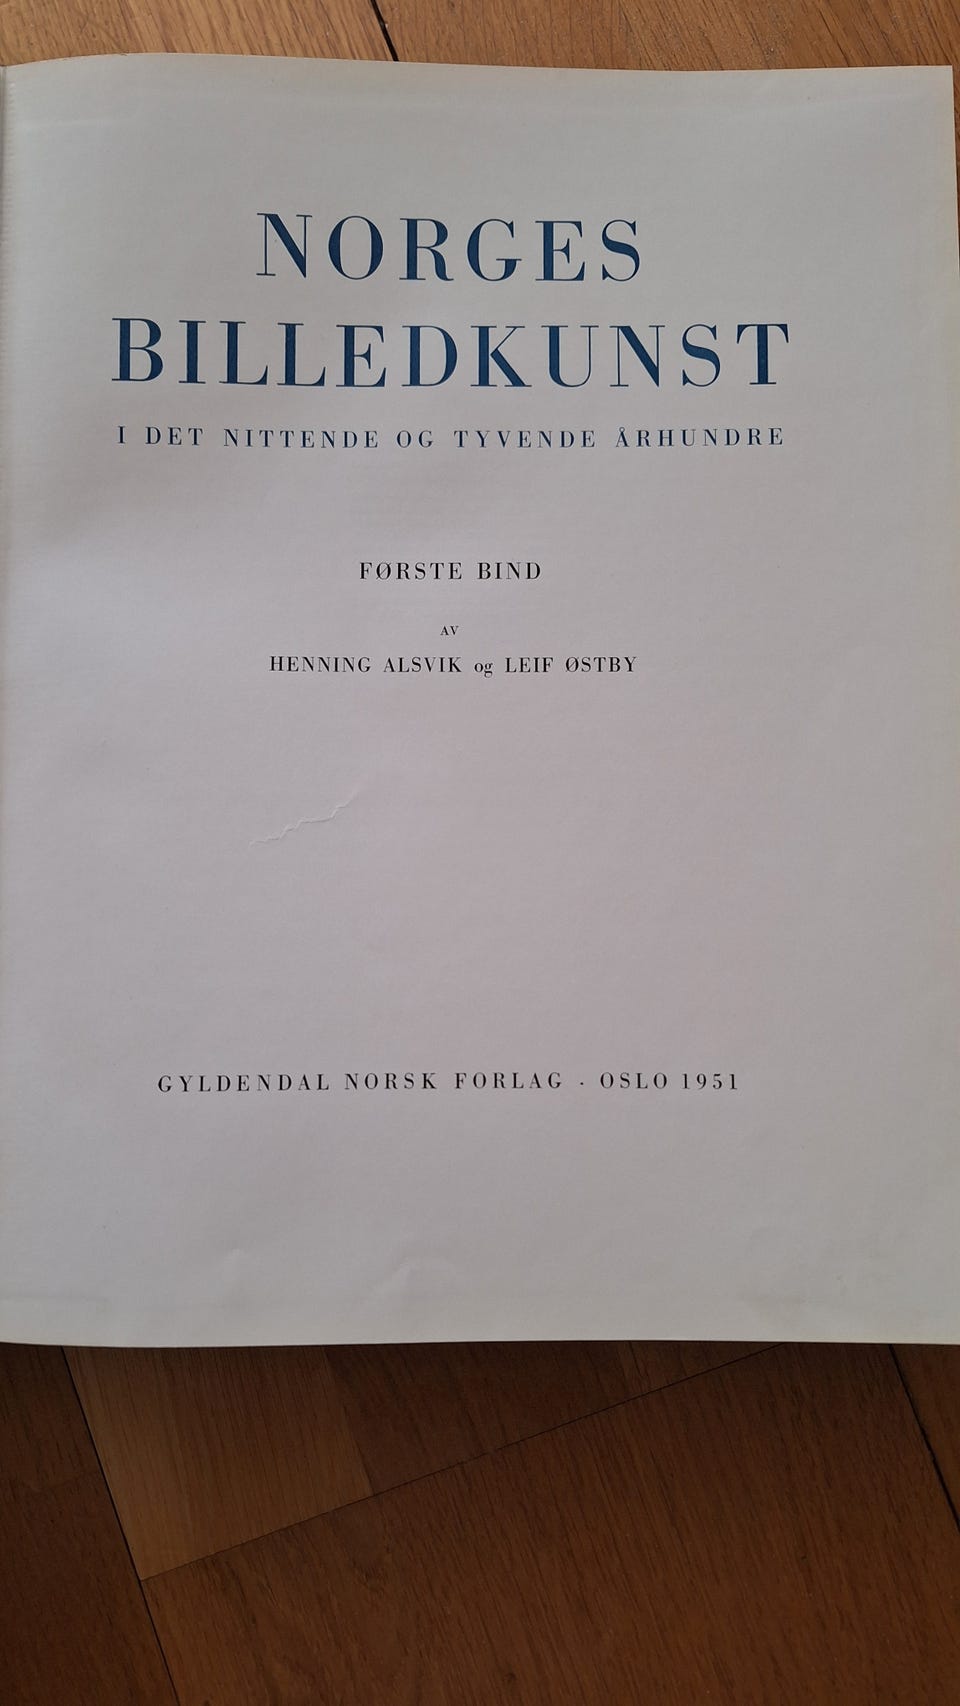 NORGES
BILLEDKUNST
I DET NITTENDE OG TYVENDE ÅRHUNDRE
FØRSTE BIND
AV
HENNING ALSVIK og LEIF ØSTBY
GYLDENDAL NORSK FORLAG · OSLO 1951